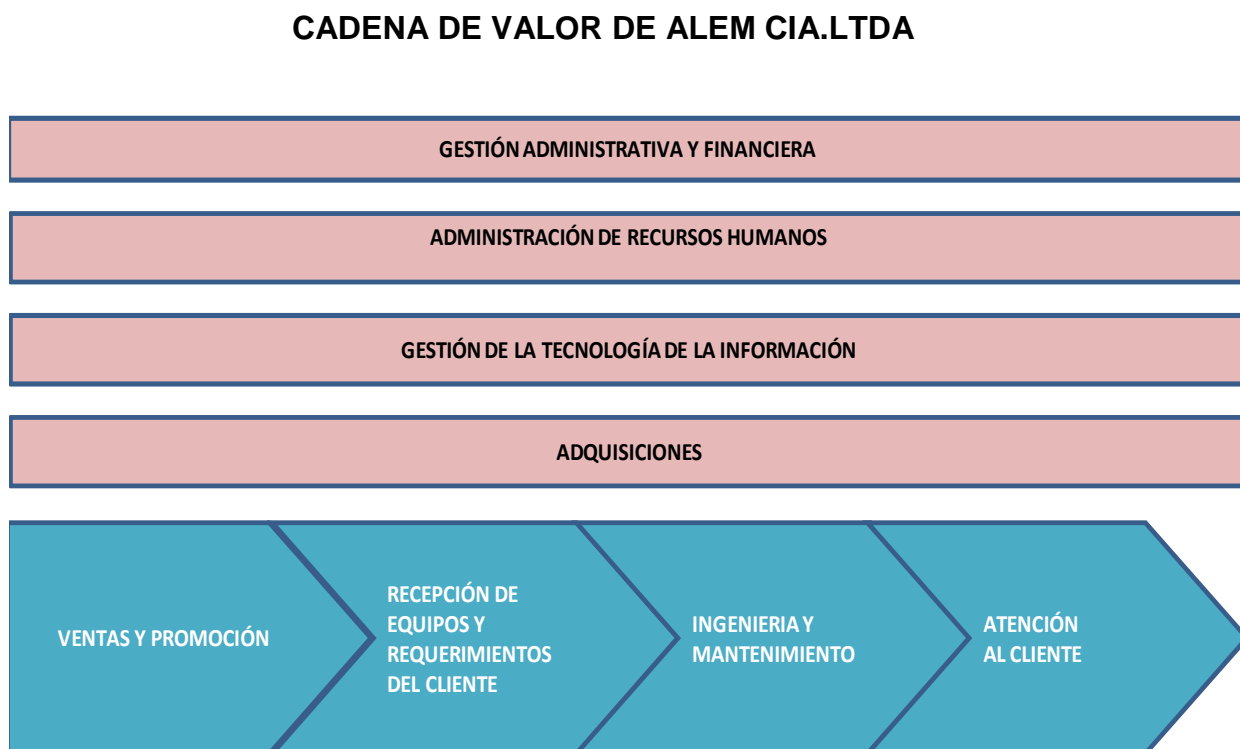 CADENA DE VALOR DE ALEM CIA.LTDA
GESTIÓN ADMINISTRATIVA Y FINANCIERA
ADMINISTRACIÓN DE RECURSOS HUMANOS
GESTIÓN DE LA TECNOLOGÍA DE LA INFORMACIÓN
ADQUISICIONES
VENTAS Y PROMOCIÓN
RECEPCIÓN DE
EQUIPOS Y
REQUERIMIENTOS
DEL CLIENTE
INGENIERIA Y
MANTENIMIENTO
ATENCIÓN
AL CLIENTE